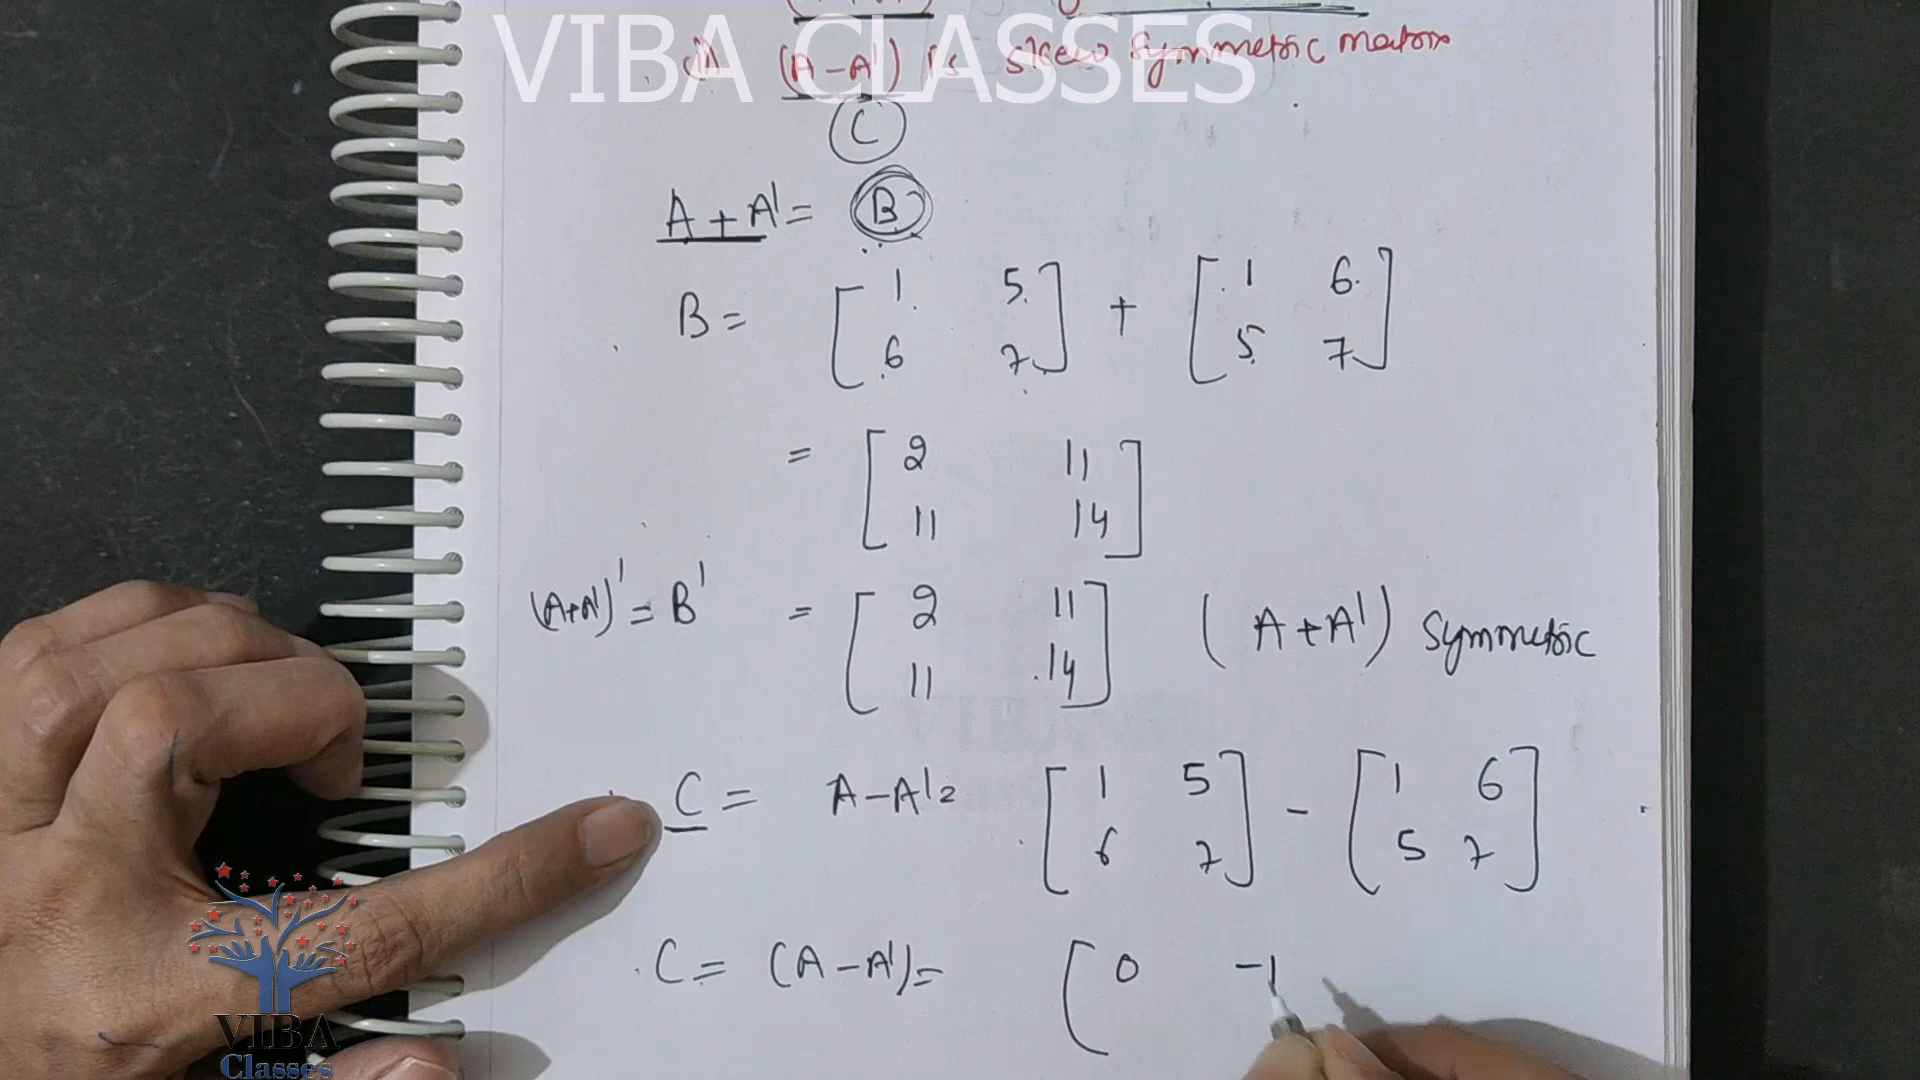 VIBA CLASSES
(A-A') is skew symmetric matrix
C
A + A' = B
B = [ 1 5 + [ 1 6
6 7 ] 5 7 ]
= [ 2 11
11 14 ]
(A+A')' = B' = [ 2 11 (A+A') symmetric
11 14 ]
C = A-A'= [ 1 5 - [ 1 6
6 7 ] 5 7 ]
C = (A-A')= [ 0 -1
VIBA
Classes